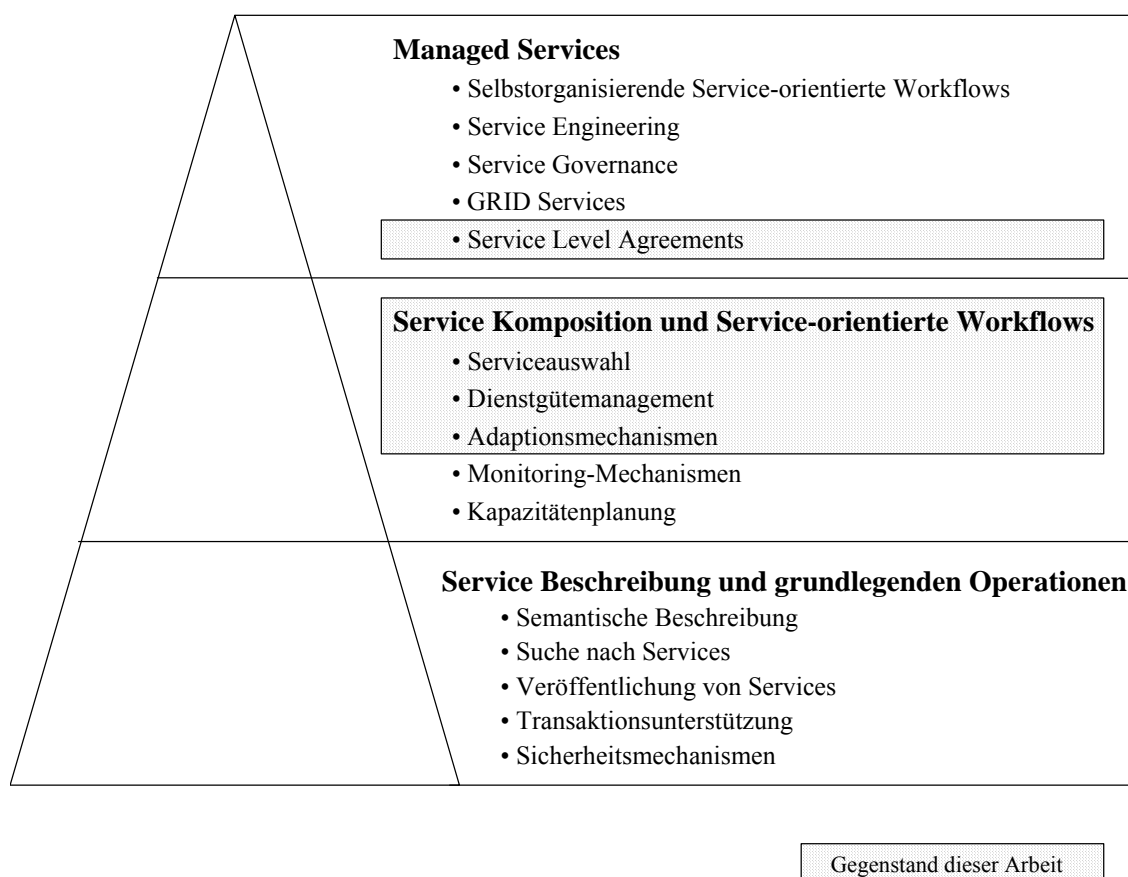 Managed Services
• Selbstorganisierende Service-orientierte Workflows
• Service Engineering
• Service Governance
• GRID Services
• Service Level Agreements
Service Komposition und Service-orientierte Workflows
• Serviceauswahl
• Dienstgütemanagement
• Adaptionsmechanismen
• Monitoring-Mechanismen
• Kapazitätenplanung
Service Beschreibung und grundlegenden Operationen
• Semantische Beschreibung
• Suche nach Services
• Veröffentlichung von Services
• Transaktionsunterstützung
• Sicherheitsmechanismen
Gegenstand dieser Arbeit